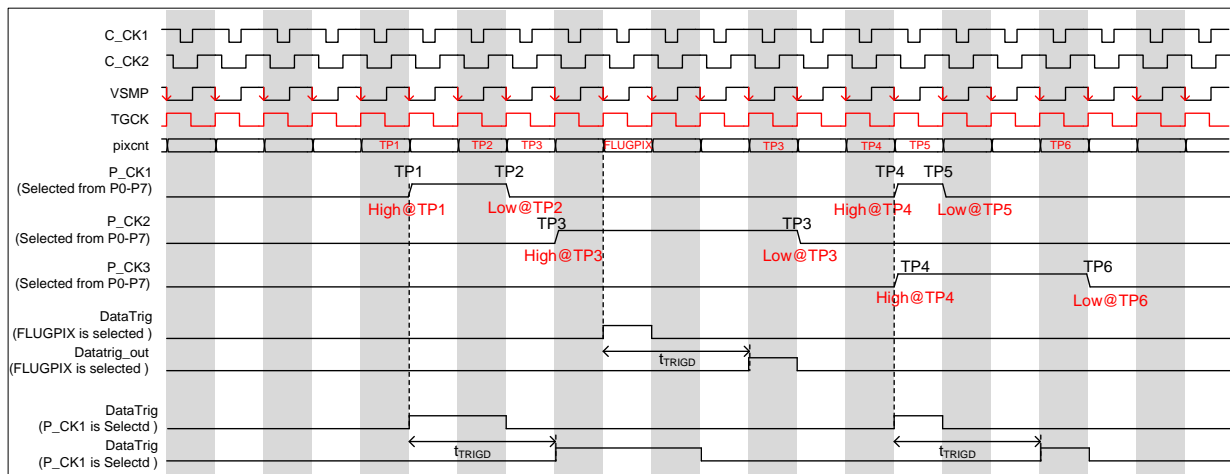 C_CK1
C_CK2
VSMP
TGCK
pixcnt TP1 TP2 TP3 FLUGPIX TP3 TP4 TP5 TP6
P_CK1 TP1 TP2 TP4 TP5
(Selected from P0-P7)
High@TP1 Low@TP2 High@TP4 Low@TP5
P_CK2 TP3 TP3
(Selected from P0-P7)
High@TP3 Low@TP3
P_CK3 TP4 TP6
(Selected from P0-P7)
High@TP4 Low@TP6
DataTrig
(FLUGPIX is selected )
Datatrig_out tTRIGD
(FLUGPIX is selected )
DataTrig
(P_CK1 is Selectd )
DataTrig tTRIGD tTRIGD
(P_CK1 is Selectd )